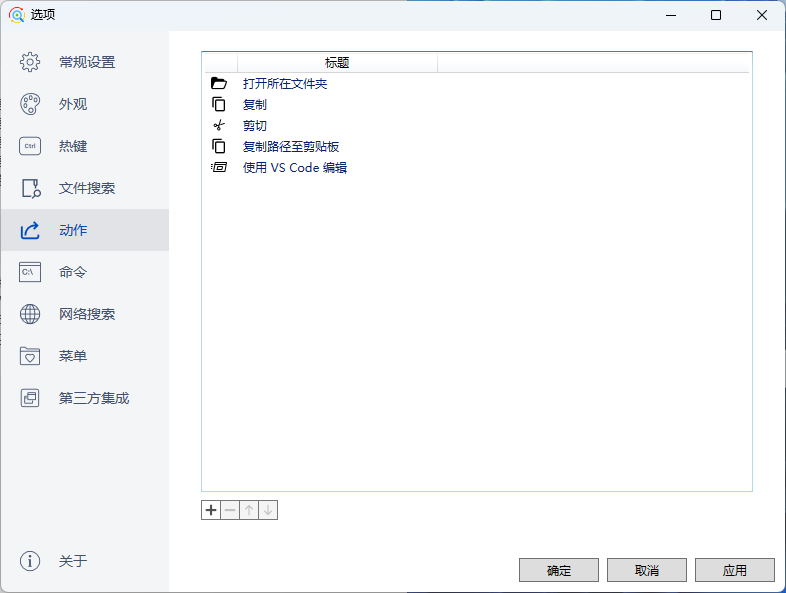 选项
常规设置
外观
Ctrl
热键
文件搜索
动作
C:\
命令
网络搜索
菜单
第三方集成
关于
标题
打开所在文件夹
复制
剪切
复制路径至剪贴板
使用 VS Code 编辑
确定
取消
应用